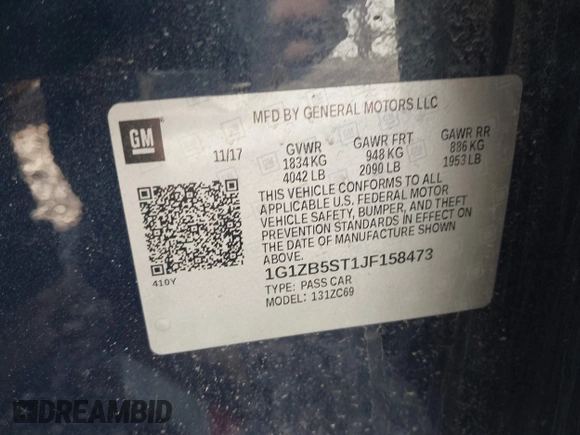 MFD BY GENERAL MOTORS LLC
GM
11/17 GVWR GAWR FRT GAWR RR
1834 KG 948 KG 886 KG
4042 LB 2090 LB 1953 LB
THIS VEHICLE CONFORMS TO ALL
APPLICABLE U.S. FEDERAL MOTOR
VEHICLE SAFETY, BUMPER, AND THEFT
PREVENTION STANDARDS IN EFFECT ON
THE DATE OF MANUFACTURE SHOWN
ABOVE.
410Y
1G1ZB5ST1JF158473
TYPE: PASS CAR
MODEL: 131ZC69
DREAMBID